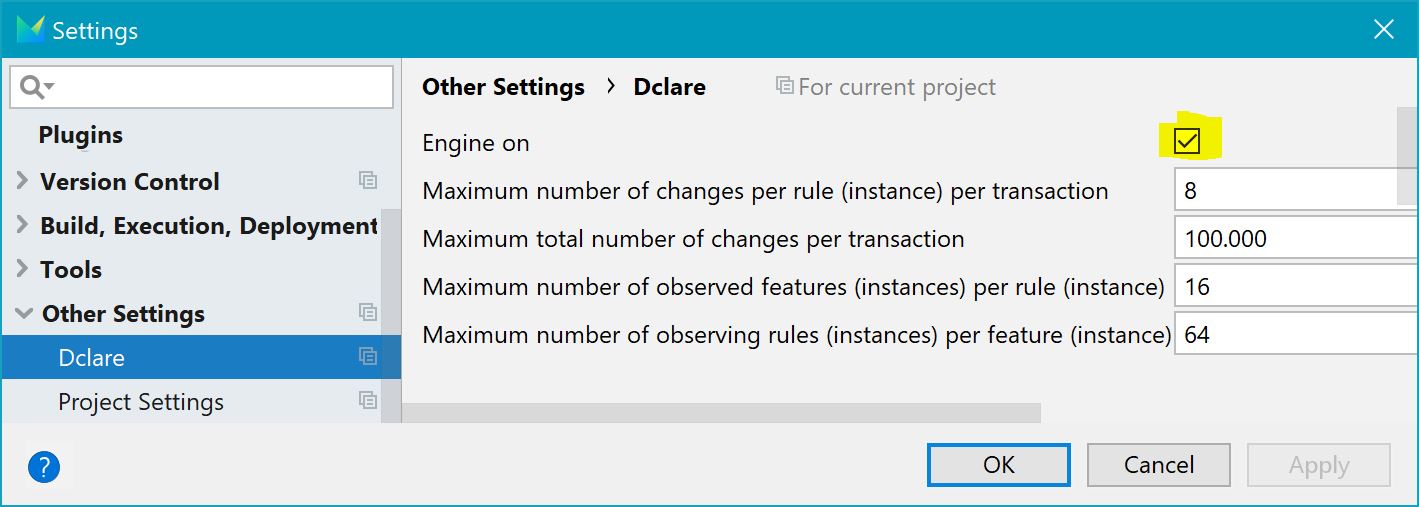 Settings
Other Settings › Dclare For current project
Plugins
Version Control
Build, Execution, Deployment
Tools
Other Settings
Dclare
Project Settings
Engine on
Maximum number of changes per rule (instance) per transaction 8
Maximum total number of changes per transaction 100.000
Maximum number of observed features (instances) per rule (instance) 16
Maximum number of observing rules (instances) per feature (instance) 64
?
OK Cancel Apply